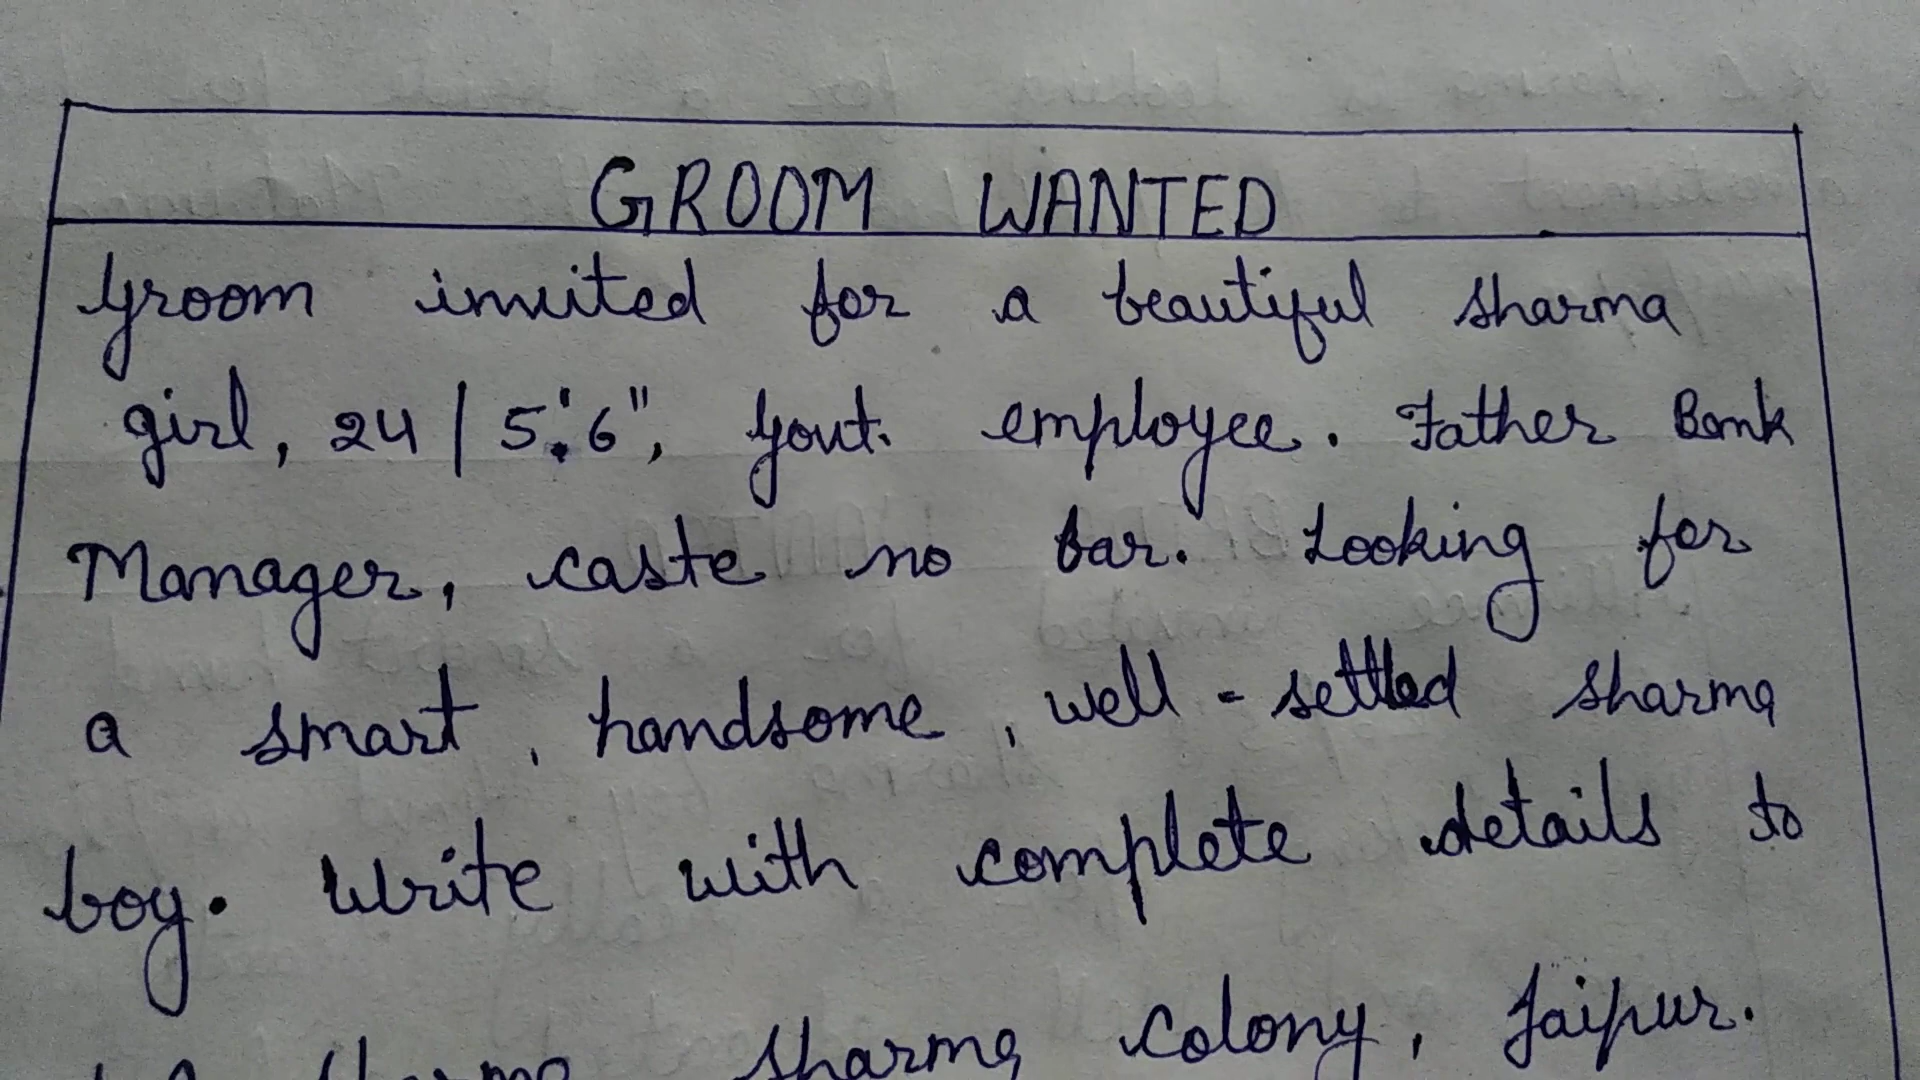 GROOM WANTED
Groom invited for a beautiful Sharma
girl, 24 / 5'.6", Govt. employee. Father Bank
Manager, caste no bar. Looking for
a smart, handsome, well-settled Sharma
boy. Write with complete details to
Sharma Sharma Colony, Jaipur.